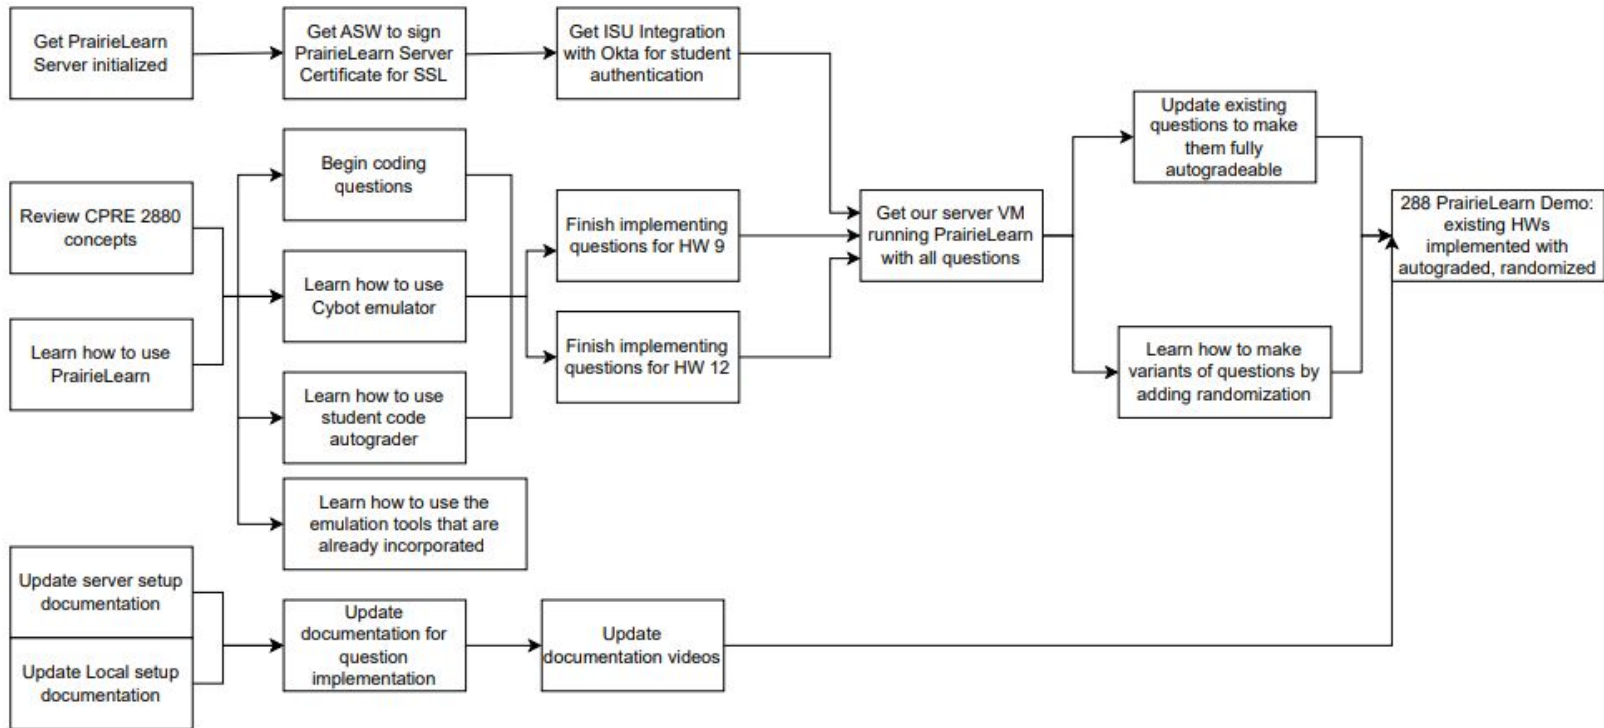 Get PrairieLearn
Server initialized
Get ASW to sign
PrairieLearn Server
Certificate for SSL
Get ISU Integration
with Okta for student
authentication
Review CPRE 2880
concepts
Learn how to use
PrairieLearn
Begin coding
questions
Learn how to use
Cybot emulator
Learn how to use
student code
autograder
Learn how to use the
emulation tools that are
already incorporated
Finish implementing
questions for HW 9
Finish implementing
questions for HW 12
Get our server VM
running PrairieLearn
with all questions
Update existing
questions to make
them fully
autogradeable
Learn how to make
variants of questions by
adding randomization
288 PrairieLearn Demo:
existing HWs
implemented with
autograded, randomized
Update server setup
documentation
Update Local setup
documentation
Update
documentation for
question
implementation
Update
documentation videos